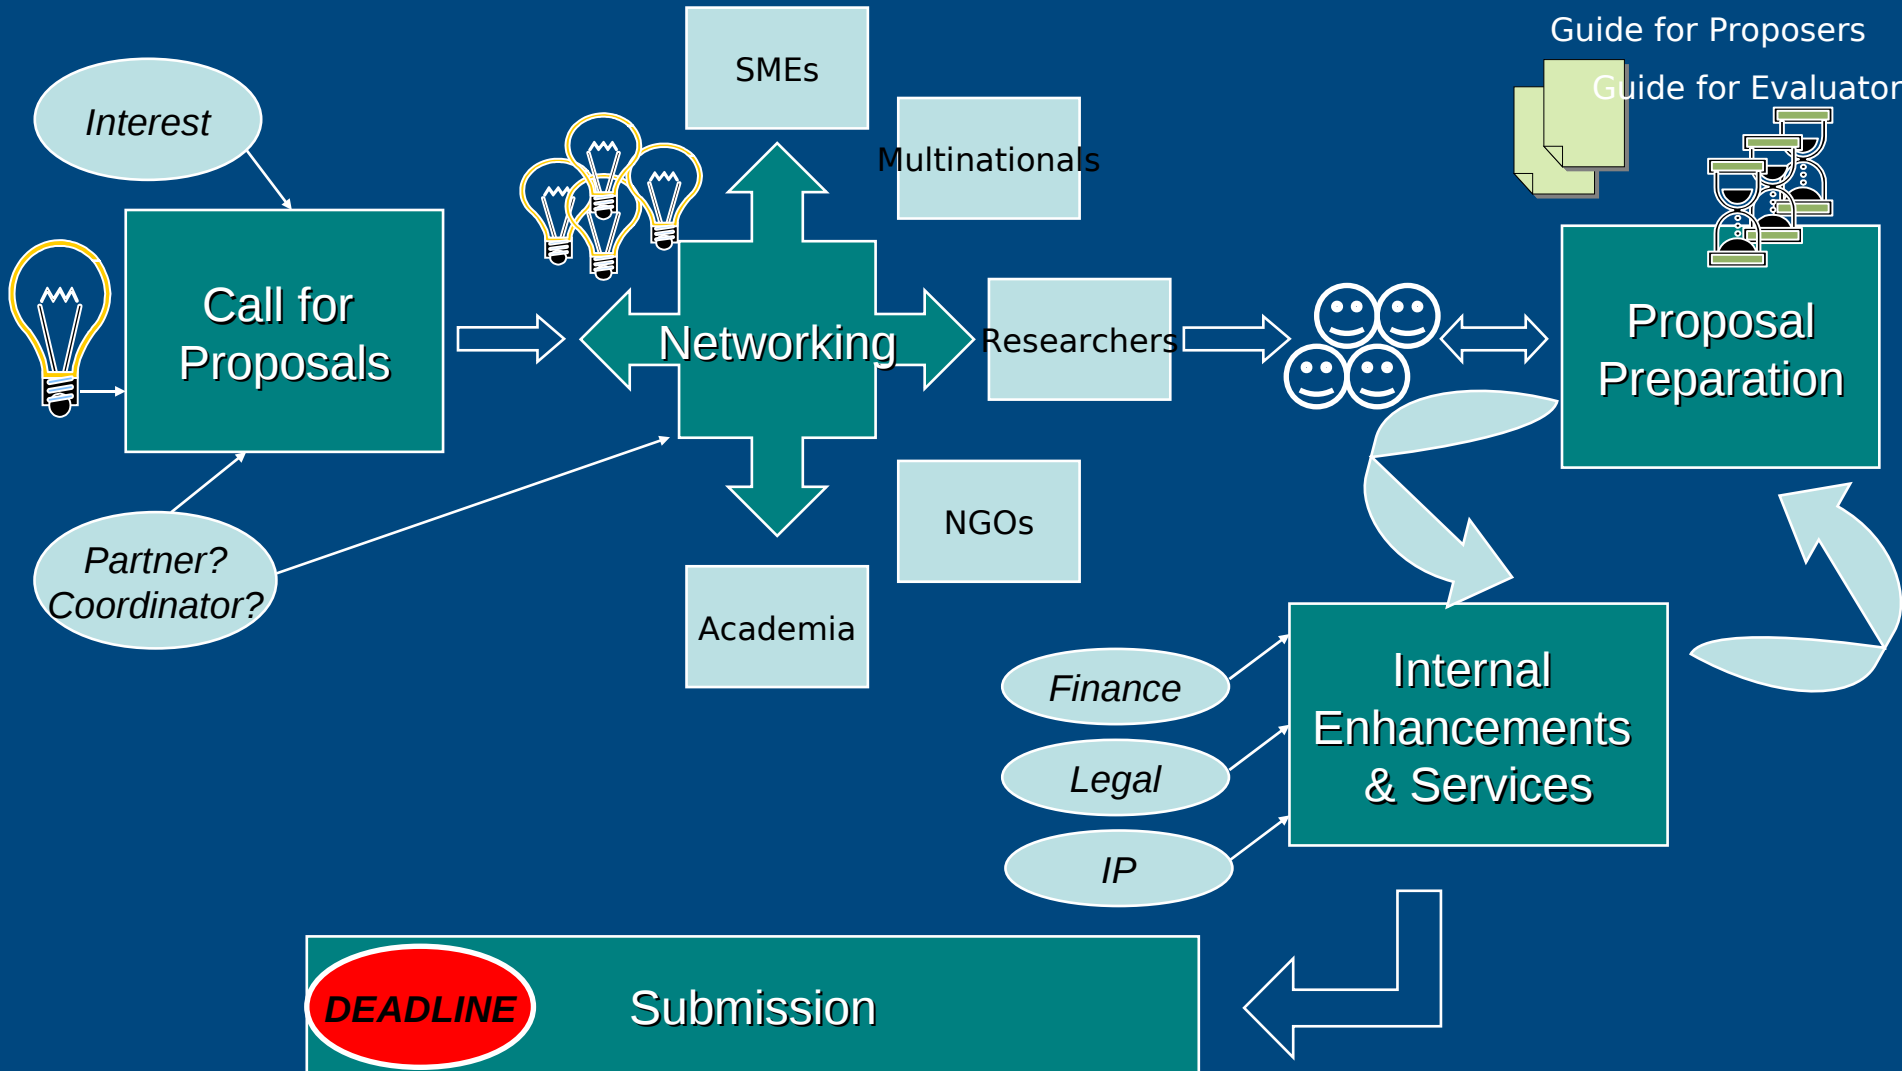 Guide for Proposers
SMEs
Guide for Evaluator
Interest
Multinationals
Call for
Proposals
Networking
Researchers
Proposal
Preparation
NGOs
Partner?
Coordinator?
Academia
Internal
Enhancements
& Services
Finance
Legal
IP
DEADLINE
Submission